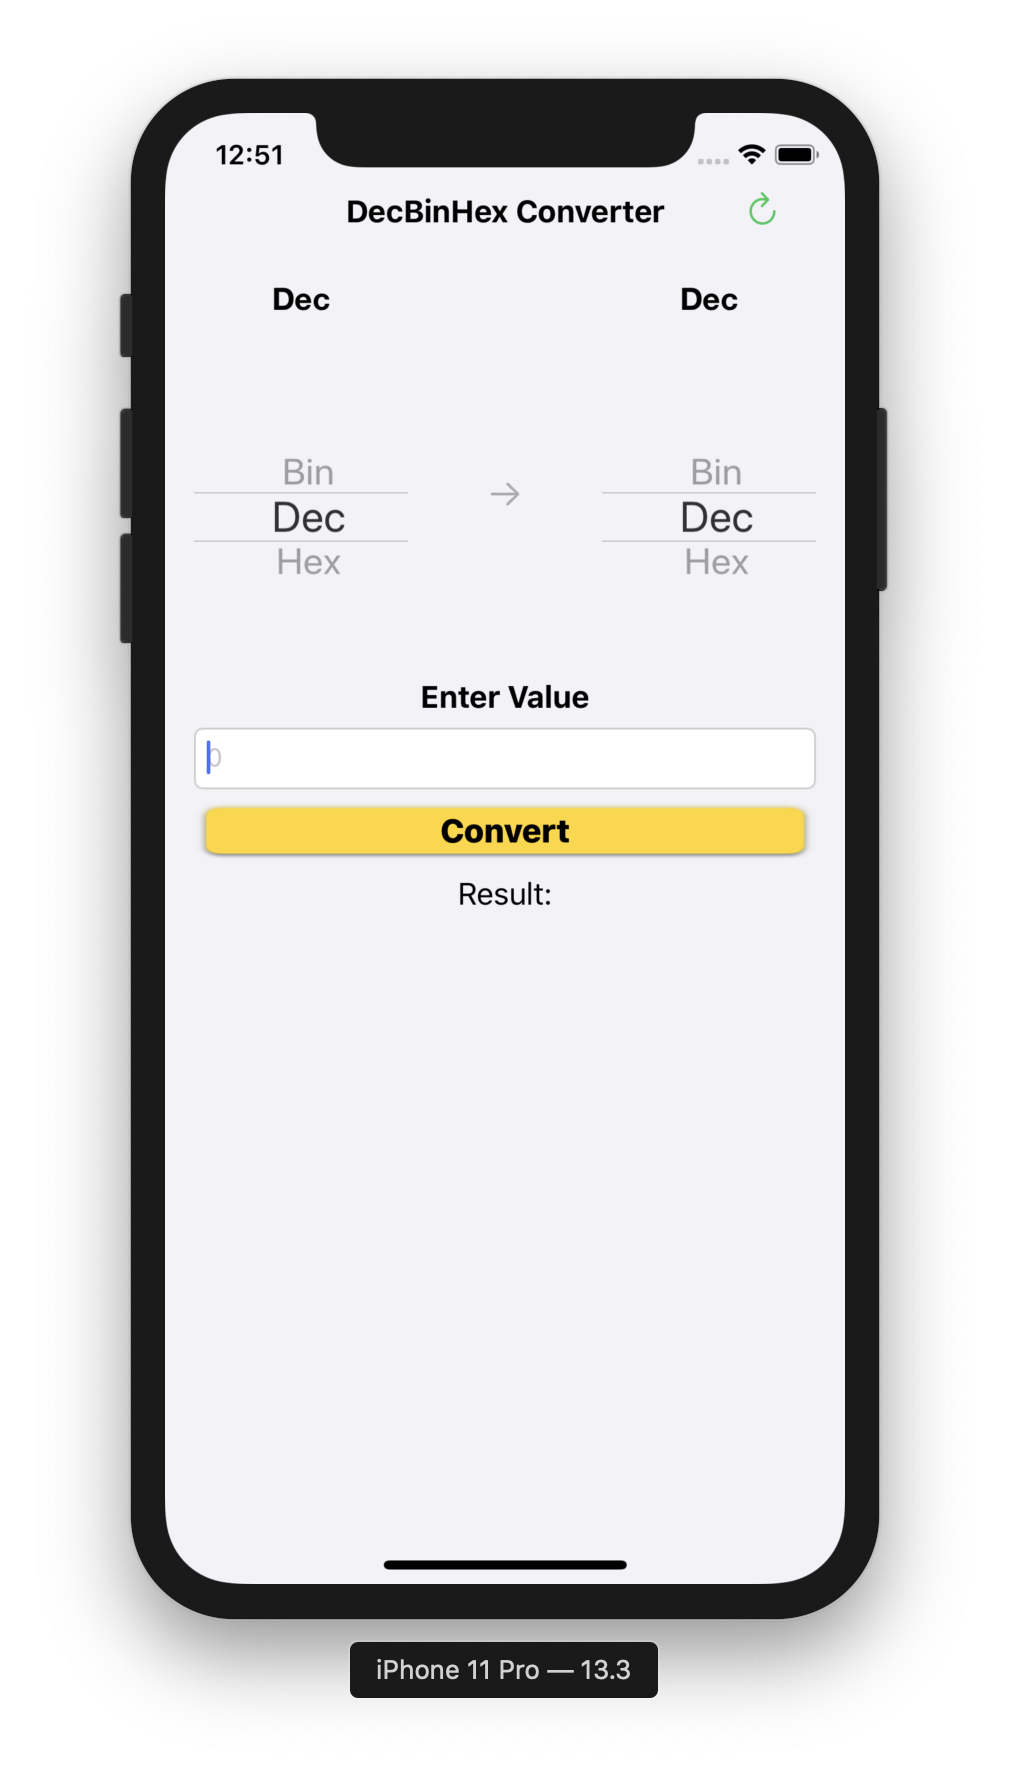 12:51
DecBinHex Converter
Dec Dec
Bin Bin
Dec → Dec
Hex Hex
Enter Value
0
Convert
Result:
iPhone 11 Pro — 13.3